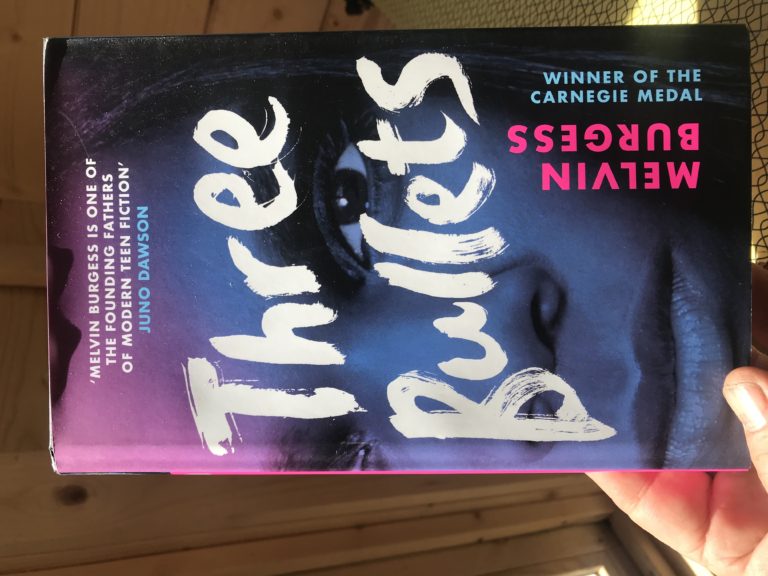 'MELVIN BURGESS IS ONE OF
THE FOUNDING FATHERS
OF MODERN TEEN FICTION'
JUNO DAWSON
Three
Bullets
WINNER OF THE
CARNEGIE MEDAL
MELVIN
BURGESS